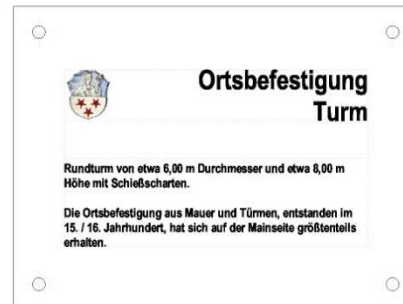 Ortsbefestigung
Turm
Rundturm von etwa 6,00 m Durchmesser und etwa 8,00 m
Höhe mit Schießscharten.
Die Ortsbefestigung aus Mauer und Türmen, entstanden im
15. / 16. Jahrhundert, hat sich auf der Mainseite größtenteils
erhalten.